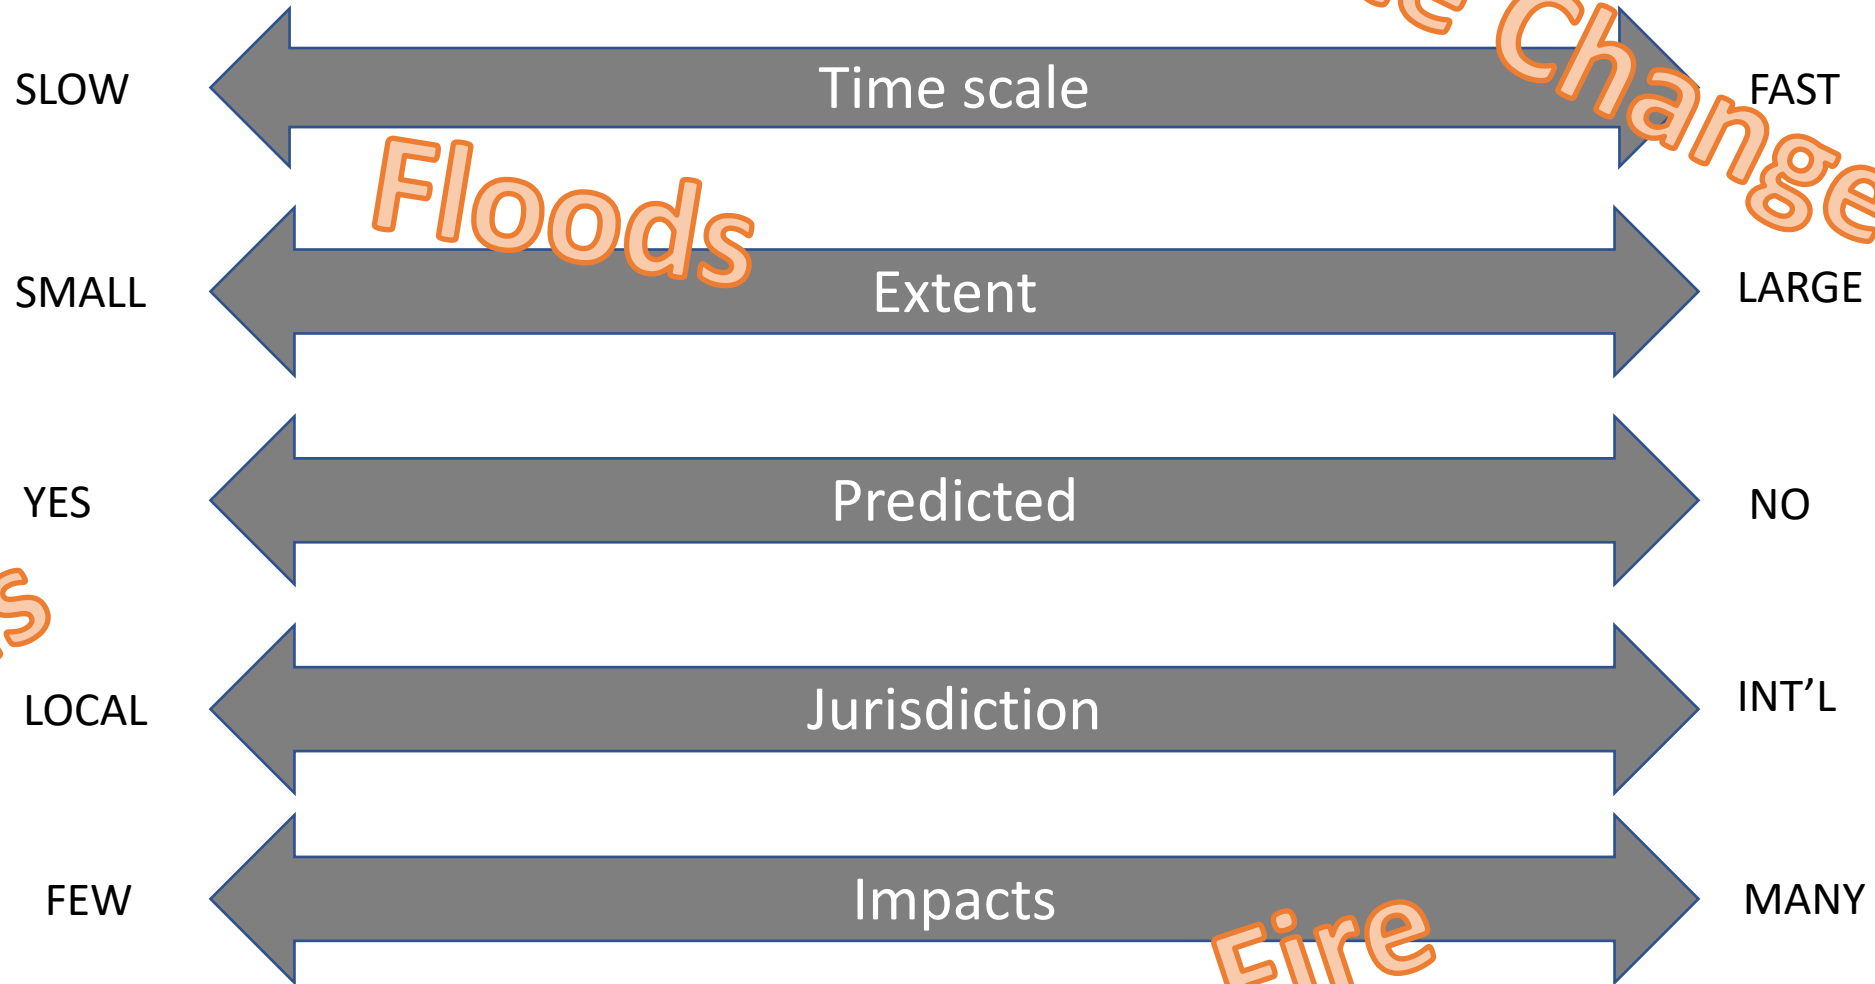 e Change
SLOW Time scale FAST
Floods
SMALL Extent LARGE
YES Predicted NO
s
LOCAL Jurisdiction INT'L
FEW Impacts MANY
Fire